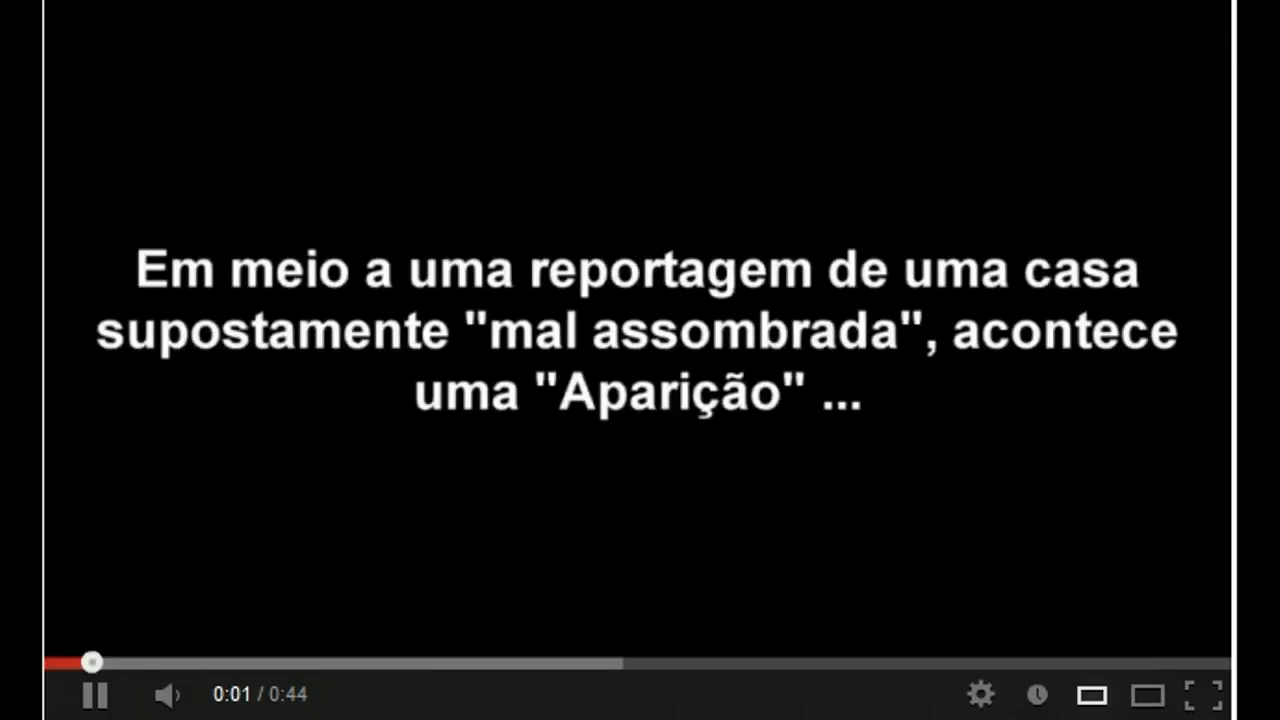 Em meio a uma reportagem de uma casa
supostamente "mal assombrada", acontece
uma "Aparição" ...
0:01 / 0:44